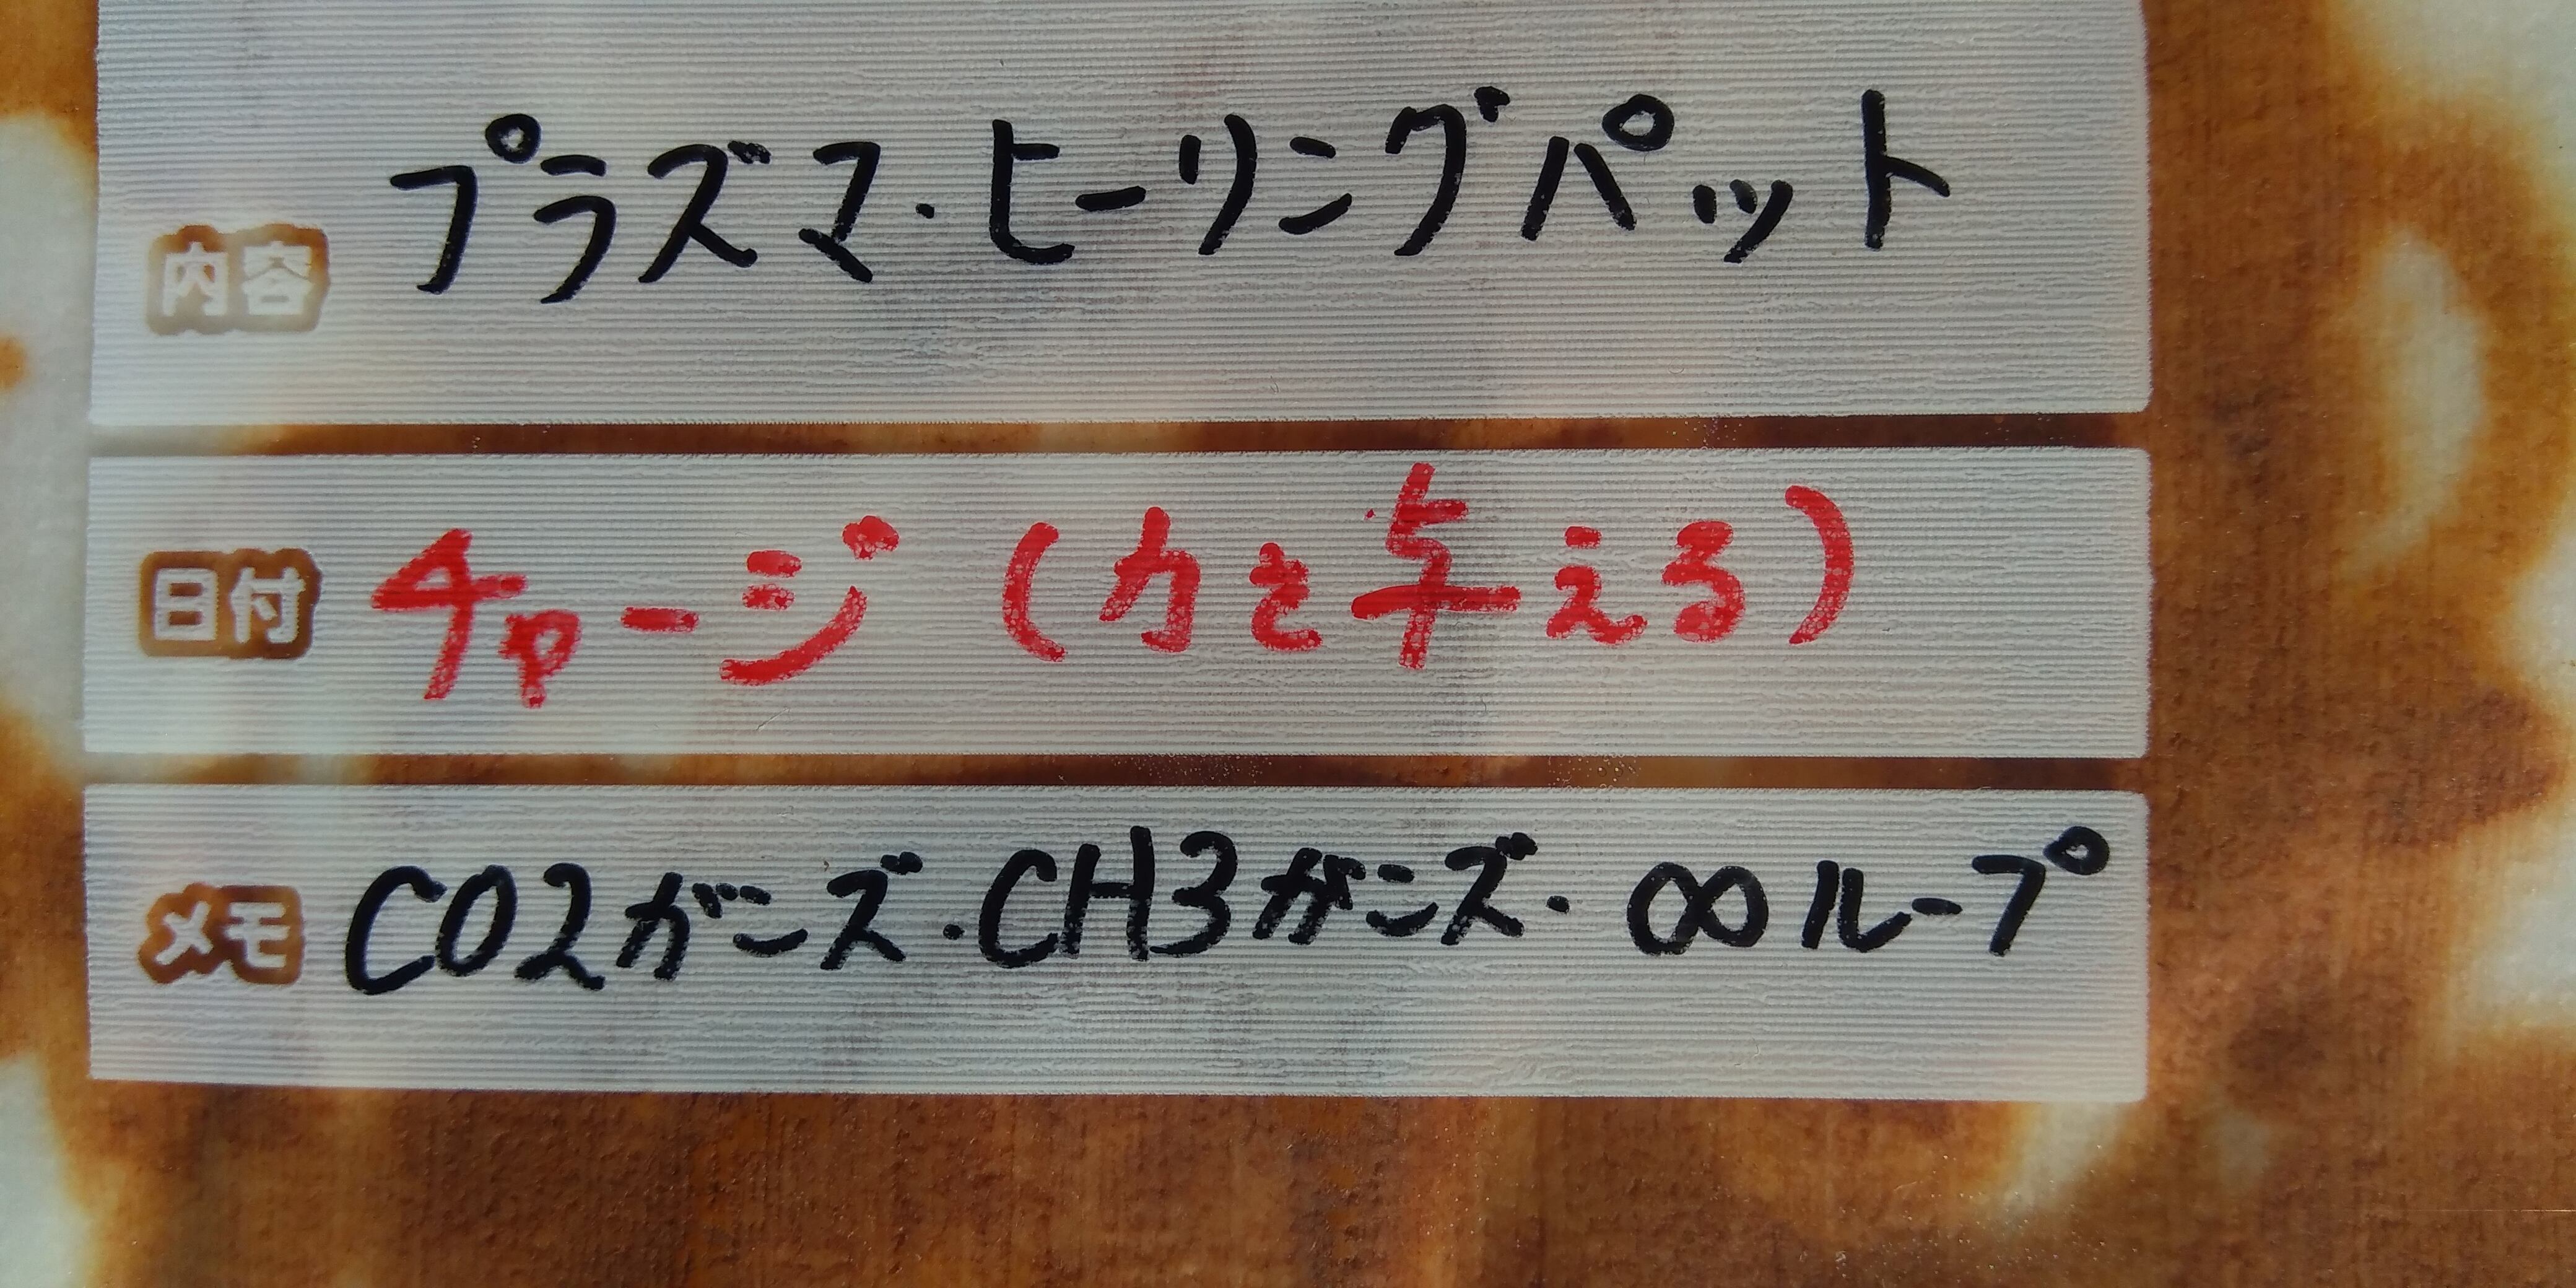 内容 プラズマ・ヒーリングパット
日付 チャージ（力を与える）
メモ CO2ガンズ・CH3ガンズ・∞ループ